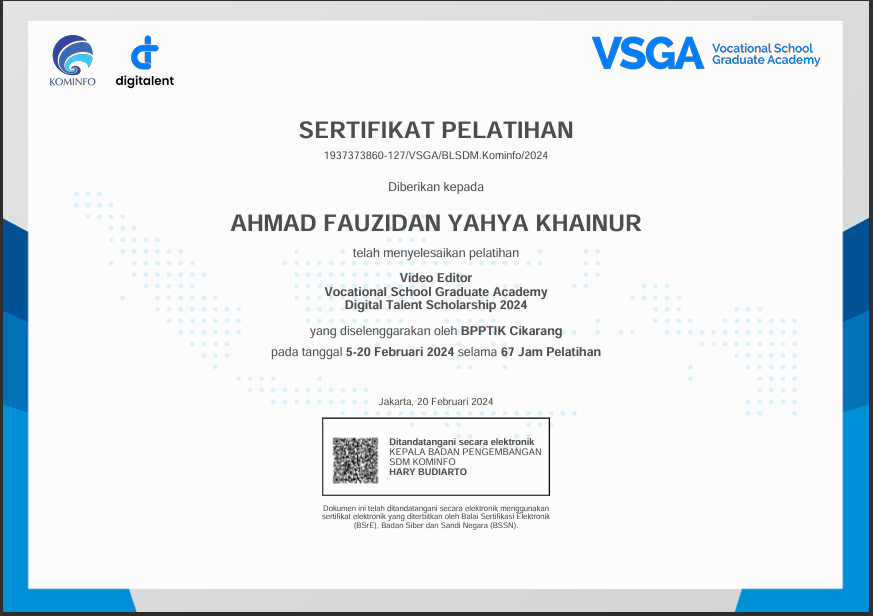 KOMINFO
digitalent
VSGA Vocational School
Graduate Academy
SERTIFIKAT PELATIHAN
1937373860-127/VSGA/BLSDM.Kominfo/2024
Diberikan kepada
AHMAD FAUZIDAN YAHYA KHAINUR
telah menyelesaikan pelatihan
Video Editor
Vocational School Graduate Academy
Digital Talent Scholarship 2024
yang diselenggarakan oleh BPPTIK Cikarang
pada tanggal 5-20 Februari 2024 selama 67 Jam Pelatihan
Jakarta, 20 Februari 2024
Ditandatangani secara elektronik
KEPALA BADAN PENGEMBANGAN
SDM KOMINFO
HARY BUDIARTO
Dokumen ini telah ditandatangani secara elektronik menggunakan
sertifikat elektronik yang diterbitkan oleh Balai Sertifikasi Elektronik
(BSrE), Badan Siber dan Sandi Negara (BSSN).